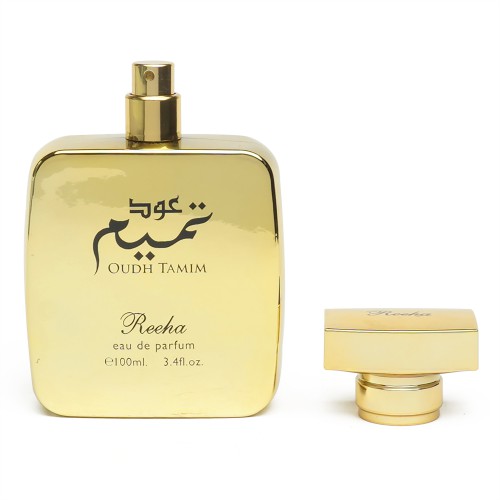 عود
تميم
OUDH TAMIM
Reeha
eau de parfum
℮100ml. 3.4fl.oz.
Reeha